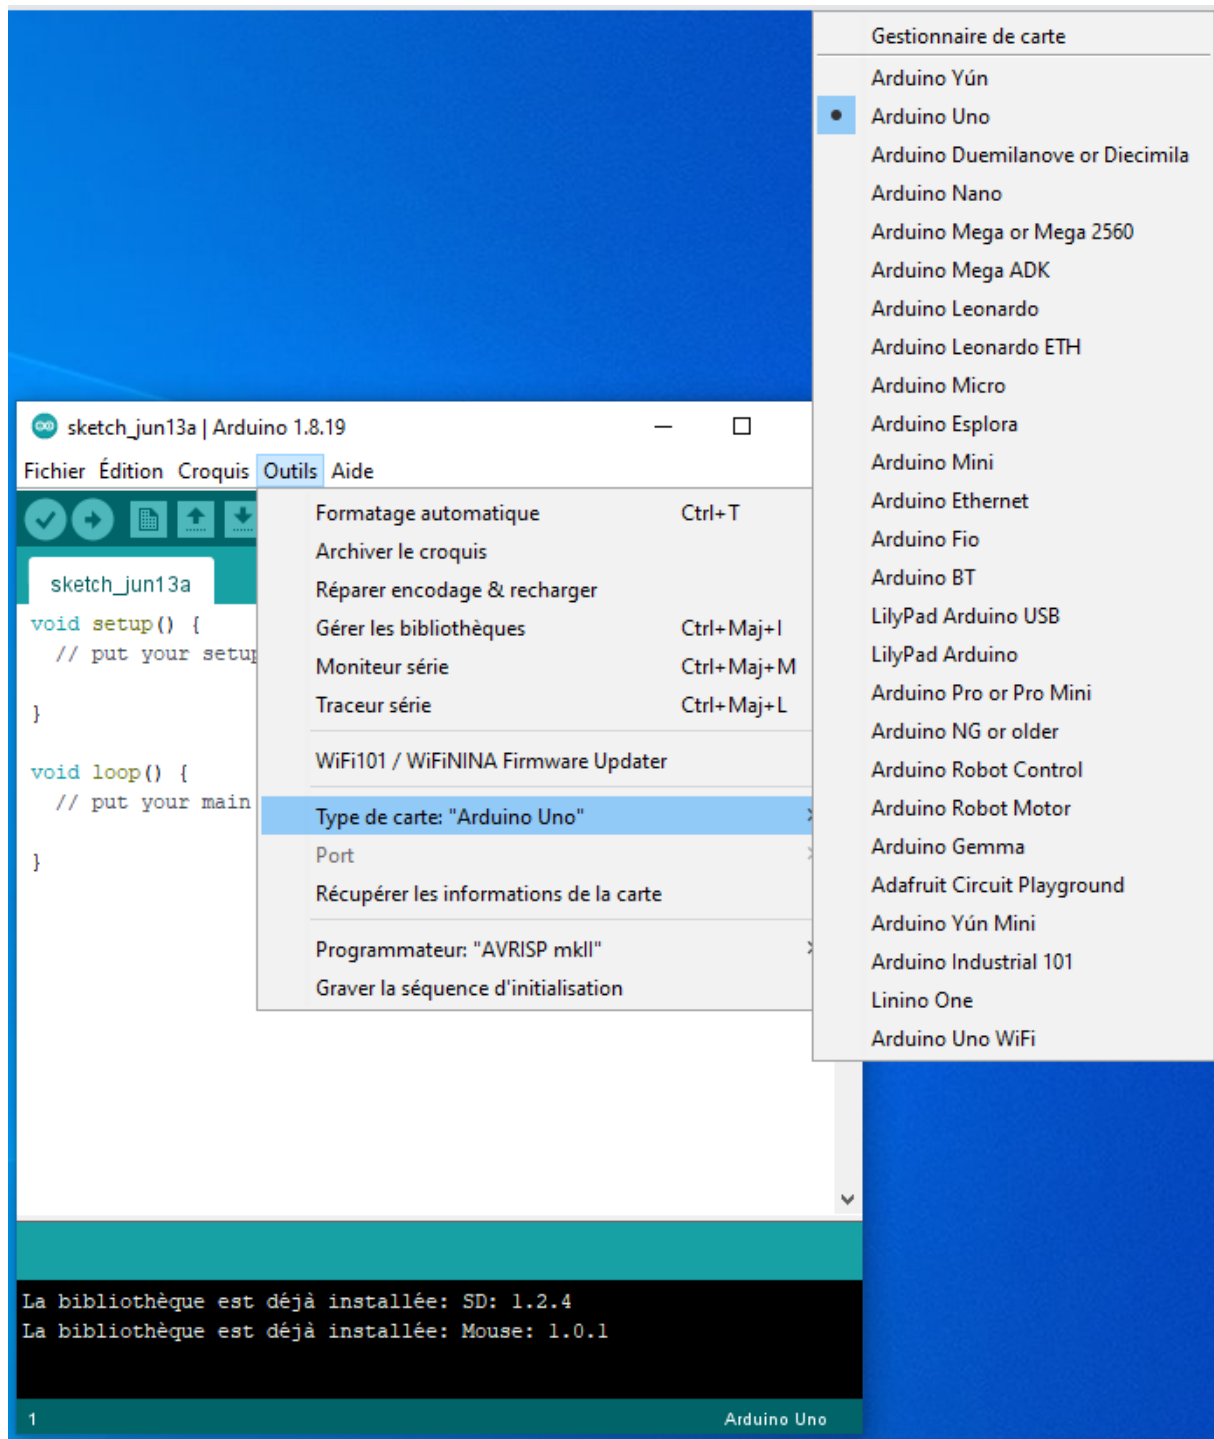 Gestionnaire de carte
Arduino Yún
Arduino Uno
Arduino Duemilanove or Diecimila
Arduino Nano
Arduino Mega or Mega 2560
Arduino Mega ADK
Arduino Leonardo
Arduino Leonardo ETH
Arduino Micro
Arduino Esplora
Arduino Mini
Arduino Ethernet
Arduino Fio
Arduino BT
LilyPad Arduino USB
LilyPad Arduino
Arduino Pro or Pro Mini
Arduino NG or older
Arduino Robot Control
Arduino Robot Motor
Arduino Gemma
Adafruit Circuit Playground
Arduino Yún Mini
Arduino Industrial 101
Linino One
Arduino Uno WiFi
sketch_jun13a | Arduino 1.8.19
Fichier Édition Croquis Outils Aide
Formatage automatique Ctrl+T
Archiver le croquis
Réparer encodage & recharger
Gérer les bibliothèques Ctrl+Maj+I
Moniteur série Ctrl+Maj+M
Traceur série Ctrl+Maj+L
WiFi101 / WiFiNINA Firmware Updater
Type de carte: "Arduino Uno"
Port
Récupérer les informations de la carte
Programmateur: "AVRISP mkII"
Graver la séquence d'initialisation
sketch_jun13a
void setup() {
// put your setup
}
void loop() {
// put your main
}
La bibliothèque est déjà installée: SD: 1.2.4
La bibliothèque est déjà installée: Mouse: 1.0.1
1 Arduino Uno